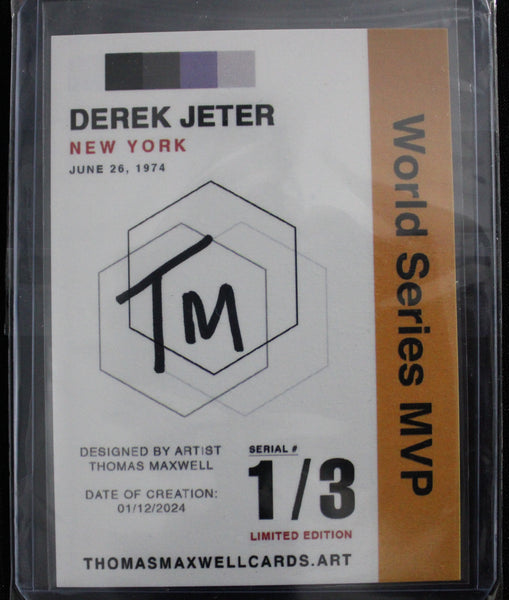 DEREK JETER
NEW YORK
JUNE 26, 1974
World Series MVP
TM
DESIGNED BY ARTIST
THOMAS MAXWELL
DATE OF CREATION:
01/12/2024
SERIAL #
1/3
LIMITED EDITION
THOMASMAXWELLCARDS.ART